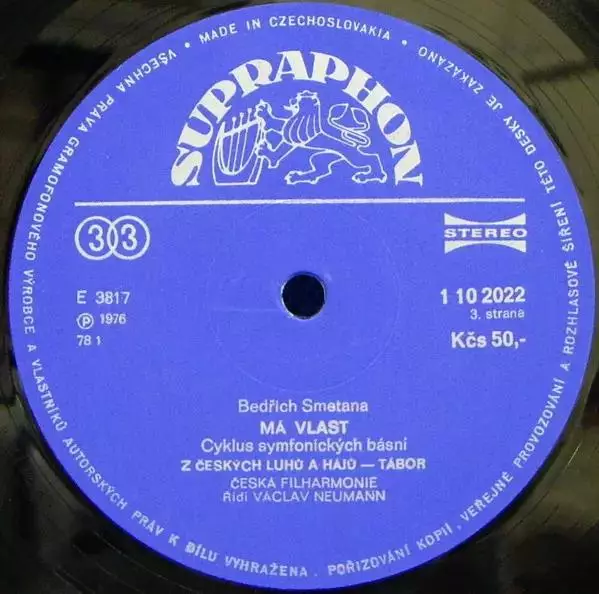 VŠECHNA PRÁVA GRAMOFONOVÉHO VÝROBCE A VLASTNÍKŮ AUTORSKÝCH PRÁV K DÍLU VYHRAŽENA. POŘIZOVÁNÍ KOPIÍ, VEŘEJNÉ PROVOZOVÁNÍ A ROZHLASOVÉ ŠÍŘENÍ TÉTO DESKY JE ZAKÁZÁNO • MADE IN CZECHOSLOVAKIA •
SUPRAPHON
33
STEREO
E 3817
℗ 1976
78 1
1 10 2022
3. strana
Kčs 50,-
Bedřich Smetana
MÁ VLAST
Cyklus symfonických básní
Z ČESKÝCH LUHŮ A HÁJŮ — TÁBOR
ČESKÁ FILHARMONIE
Řídí VÁCLAV NEUMANN